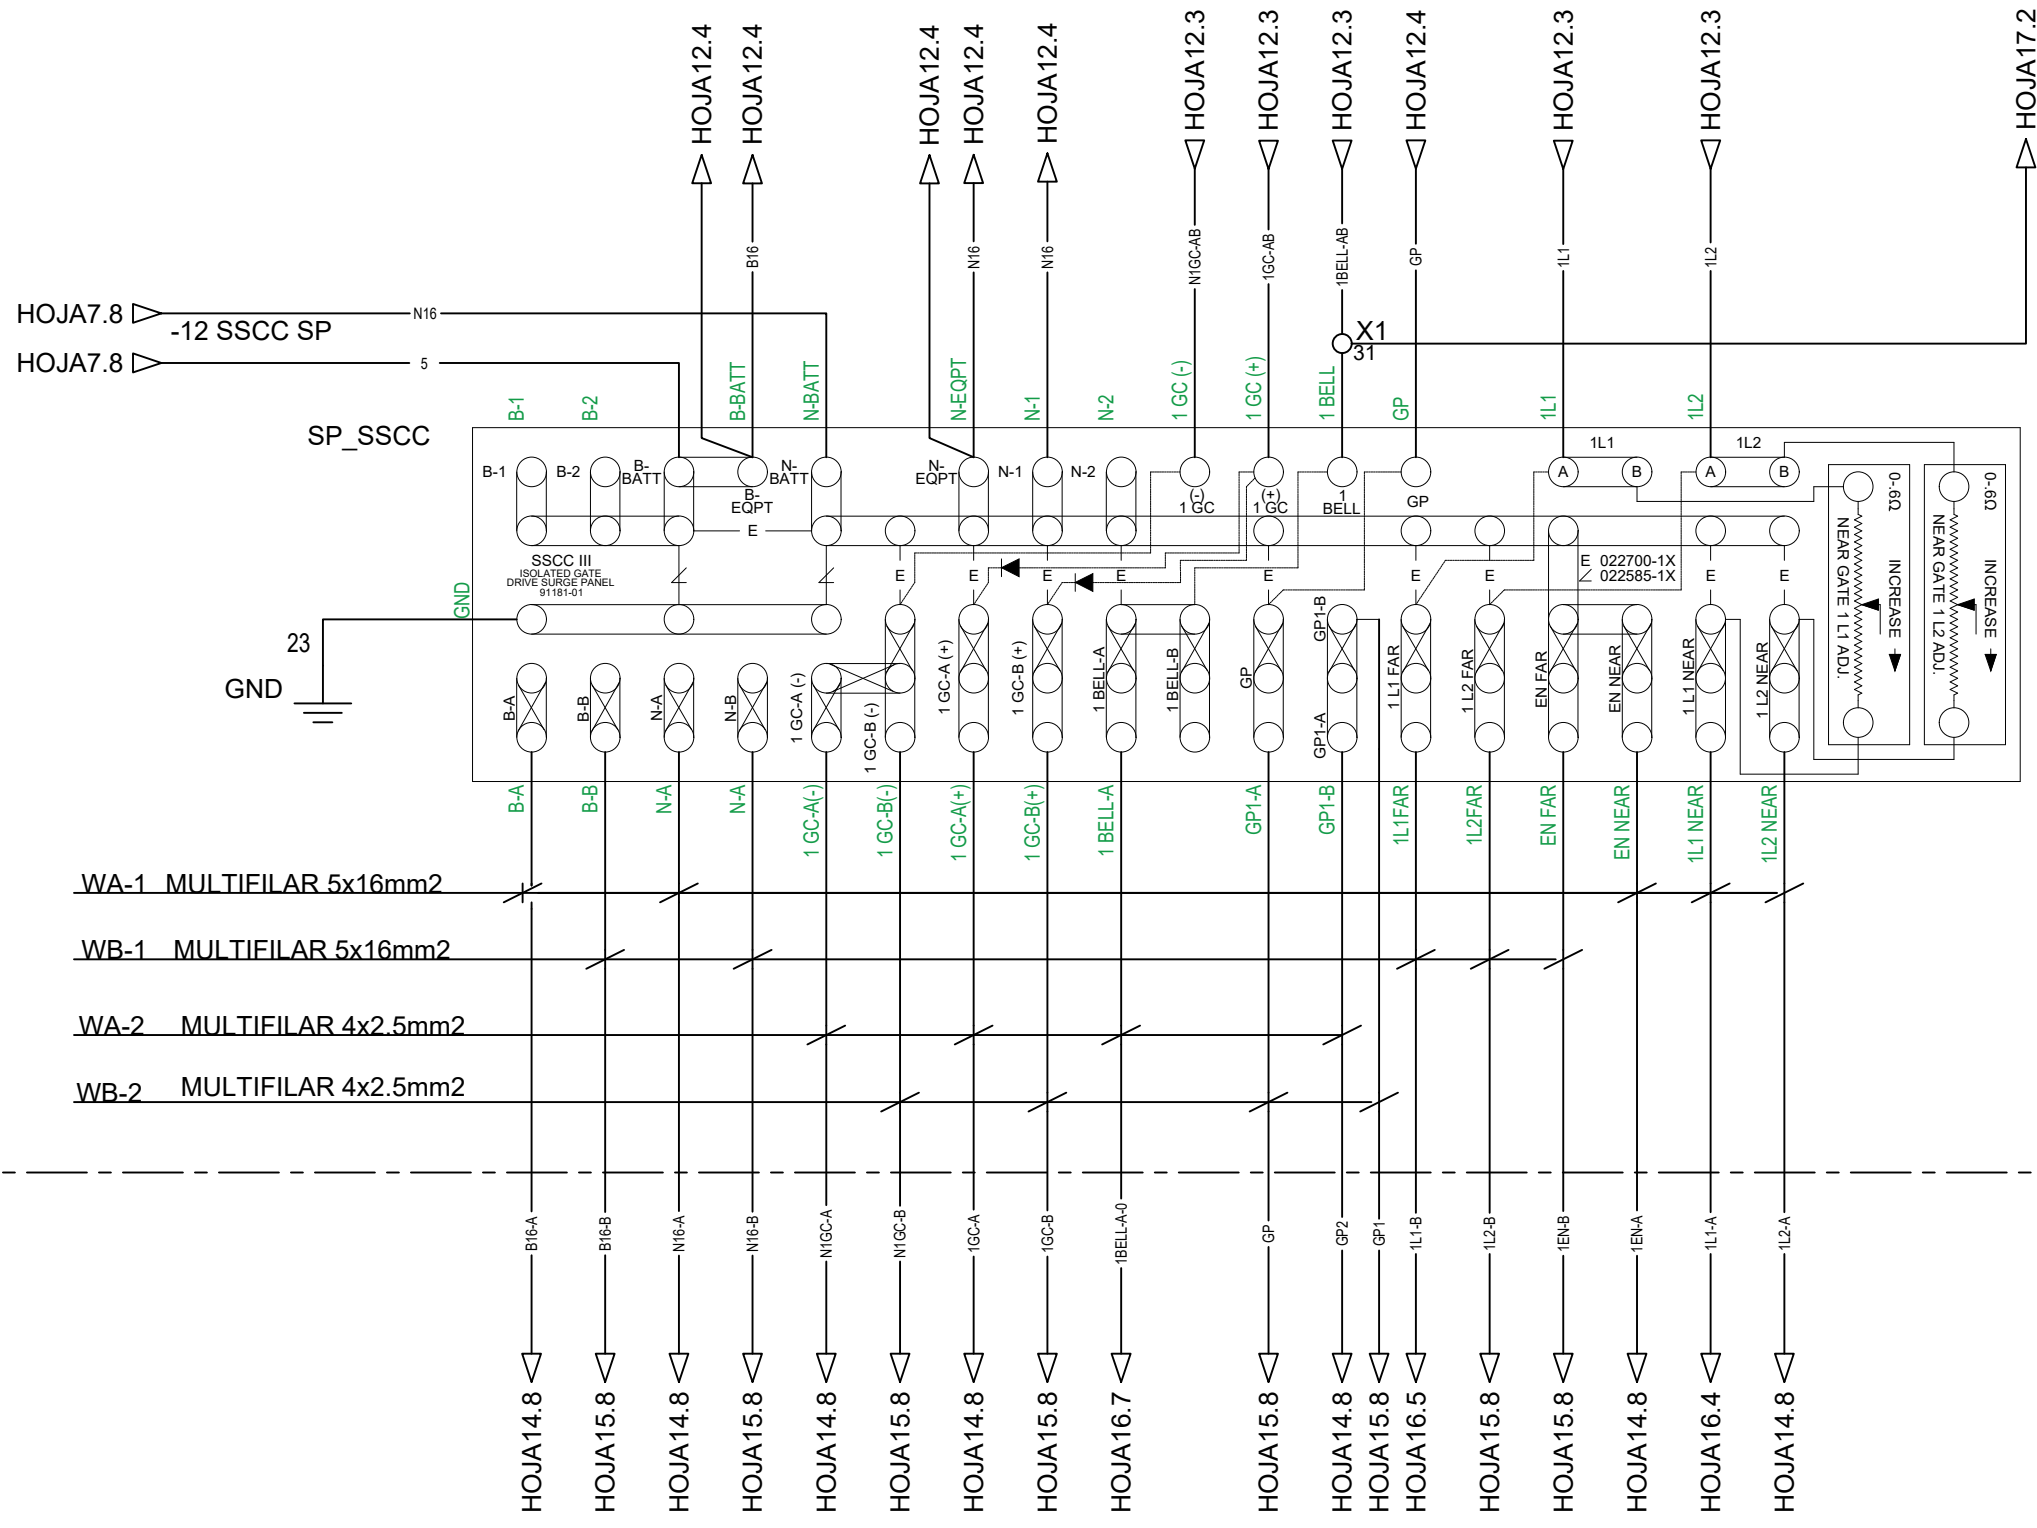 HOJA12.4
HOJA12.4
HOJA12.4
HOJA12.4
HOJA12.4
HOJA12.3
HOJA12.3
HOJA12.3
HOJA12.4
HOJA12.3
HOJA12.3
HOJA17.2
B16
N16
N16
N1GC-AB
1GC-AB
1BELL-AB
GP
1L1
1L2
HOJA7.8
N16
-12 SSCC SP
HOJA7.8
5
X1
31
B-1
B-2
B-BATT
N-BATT
N-EQPT
N-1
N-2
1 GC (-)
1 GC (+)
1 BELL
GP
1L1
1L2
SP_SSCC
B-1
B-2
B-
BATT
B-
EQPT
N-
BATT
N-
EQPT
N-1
N-2
(-)
1 GC
(+)
1 GC
1
BELL
GP
1L1
A
B
1L2
A
B
E
SSCC III
ISOLATED GATE
DRIVE SURGE PANEL
91181-01
E
E
E
E
E
E
E
E
E
E 022700-1X
022585-1X
0-.6Ω
INCREASE
NEAR GATE 1 L1 ADJ.
0-.6Ω
INCREASE
NEAR GATE 1 L2 ADJ.
GND
23
GND
B-A
B-B
N-A
N-B
1 GC-A (-)
1 GC-B (-)
1 GC-A (+)
1 GC-B (+)
1 BELL-A
1 BELL-B
GP
GP1-B
GP1-A
1 L1 FAR
1 L2 FAR
EN FAR
EN NEAR
1 L1 NEAR
1 L2 NEAR
B-A
B-B
N-A
N-A
1 GC-A(-)
1 GC-B(-)
1 GC-A(+)
1 GC-B(+)
1 BELL-A
GP1-A
GP1-B
1L1FAR
1L2FAR
EN FAR
EN NEAR
1L1 NEAR
1L2 NEAR
WA-1 MULTIFILAR 5x16mm2
WB-1 MULTIFILAR 5x16mm2
WA-2 MULTIFILAR 4x2.5mm2
WB-2 MULTIFILAR 4x2.5mm2
B16-A
B16-B
N16-A
N16-B
N1GC-A
N1GC-B
1GC-A
1GC-B
1BELL-A-0
GP
GP2
GP1
1L1-B
1L2-B
1EN-B
1EN-A
1L1-A
1L2-A
HOJA14.8
HOJA15.8
HOJA14.8
HOJA15.8
HOJA14.8
HOJA15.8
HOJA14.8
HOJA15.8
HOJA16.7
HOJA15.8
HOJA14.8
HOJA15.8
HOJA16.5
HOJA15.8
HOJA15.8
HOJA14.8
HOJA16.4
HOJA14.8